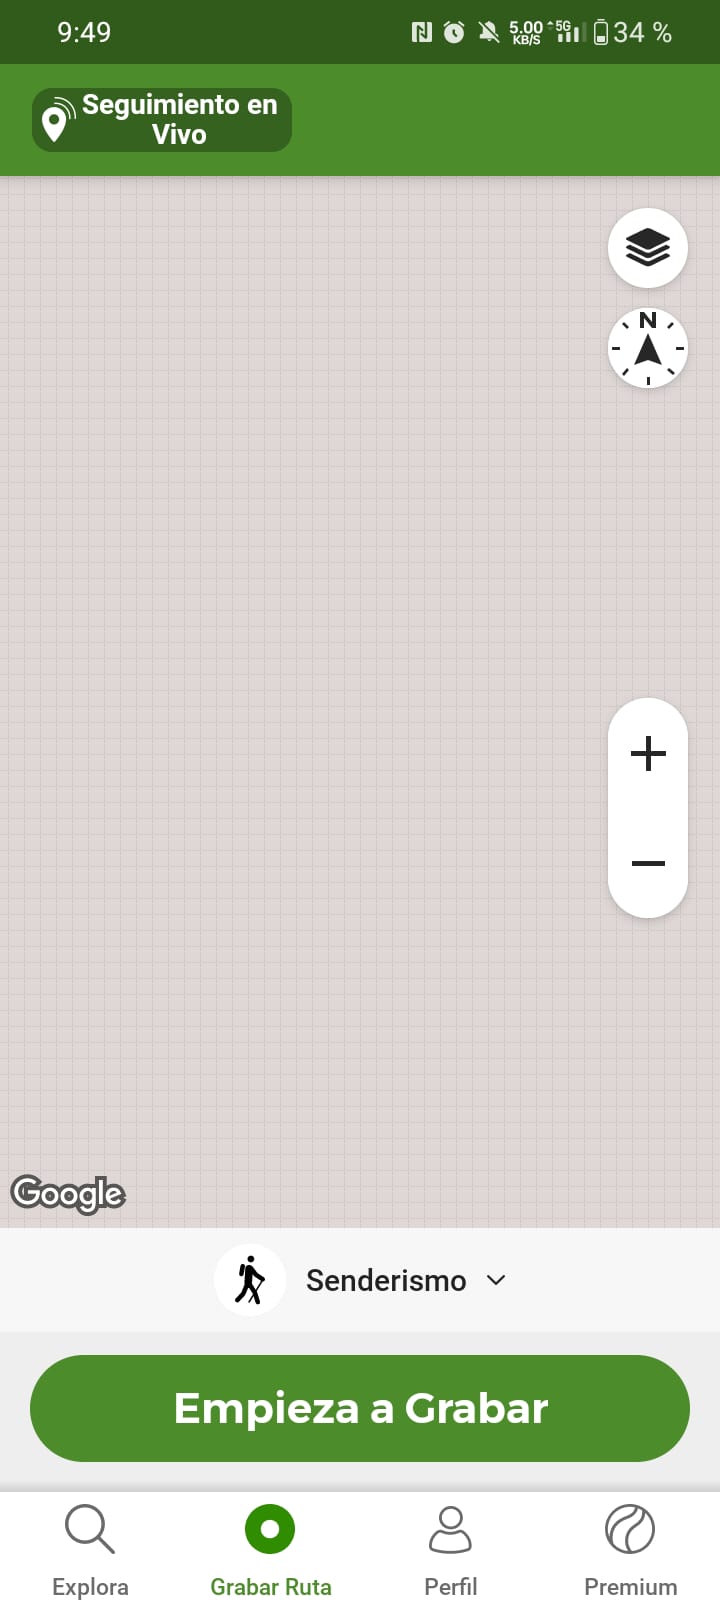 9:49
5.00
KB/S
5G
34 %
Seguimiento en
Vivo
N
Google
Senderismo
Empieza a Grabar
Explora
Grabar Ruta
Perfil
Premium